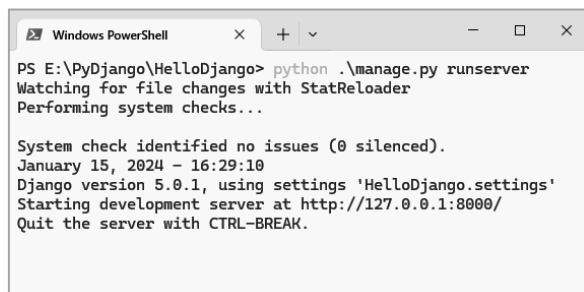 Windows PowerShell
PS E:\PyDjango\HelloDjango> python .\manage.py runserver
Watching for file changes with StatReloader
Performing system checks...
System check identified no issues (0 silenced).
January 15, 2024 - 16:29:10
Django version 5.0.1, using settings 'HelloDjango.settings'
Starting development server at http://127.0.0.1:8000/
Quit the server with CTRL-BREAK.